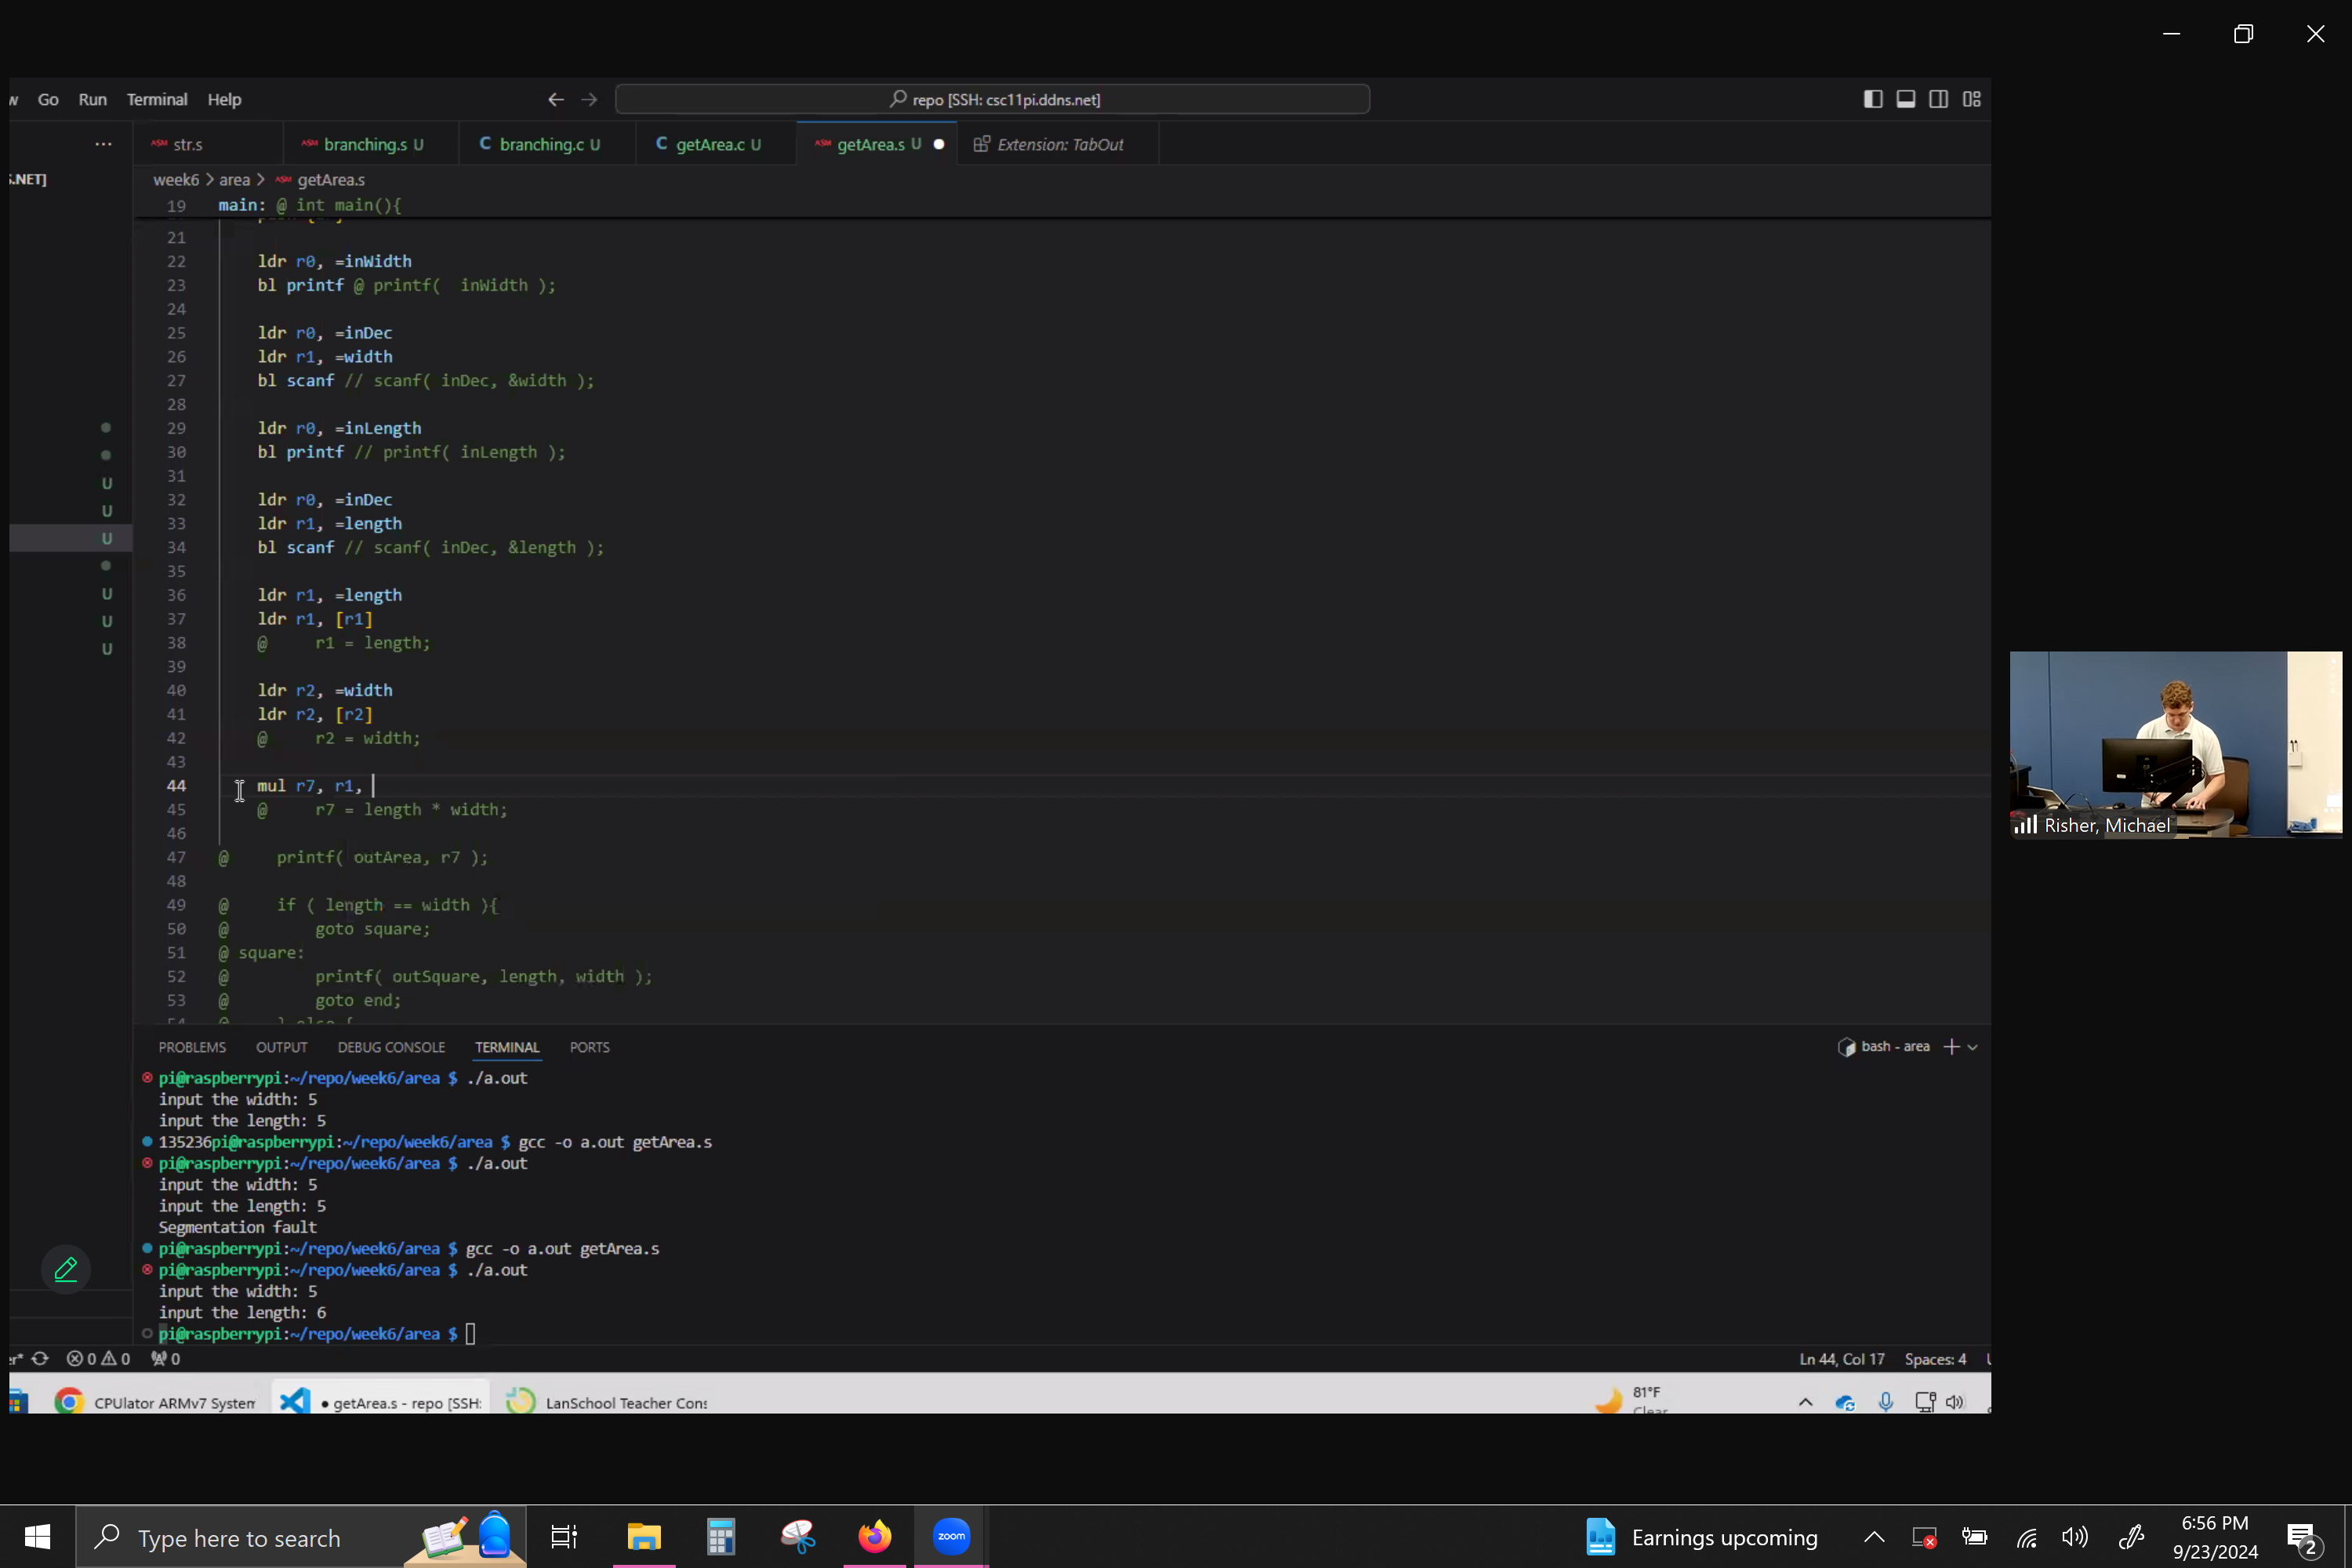 w Go Run Terminal Help
repo [SSH: csc11pi.ddns.net]
ASM str.s
ASM branching.s U
C branching.c U
C getArea.c U
ASM getArea.s U
Extension: TabOut
S.NET]
week6 > area > ASM getArea.s
19 main: @ int main(){
21
22 ldr r0, =inWidth
23 bl printf @ printf(  inWidth );
24
25 ldr r0, =inDec
26 ldr r1, =width
27 bl scanf // scanf( inDec, &width );
28
29 ldr r0, =inLength
30 bl printf // printf( inLength );
31
32 ldr r0, =inDec
33 ldr r1, =length
34 bl scanf // scanf( inDec, &length );
35
36 ldr r1, =length
37 ldr r1, [r1]
38 @     r1 = length;
39
40 ldr r2, =width
41 ldr r2, [r2]
42 @     r2 = width;
43
44 mul r7, r1,
45 @     r7 = length * width;
46
47 @     printf( outArea, r7 );
48
49 @     if ( length == width ){
50 @         goto square;
51 @ square:
52 @         printf( outSquare, length, width );
53 @         goto end;
54 @     } else {
U
U
U
U
U
U
PROBLEMS OUTPUT DEBUG CONSOLE TERMINAL PORTS
bash - area
pi@raspberrypi:~/repo/week6/area $ ./a.out
input the width: 5
input the length: 5
135236pi@raspberrypi:~/repo/week6/area $ gcc -o a.out getArea.s
pi@raspberrypi:~/repo/week6/area $ ./a.out
input the width: 5
input the length: 5
Segmentation fault
pi@raspberrypi:~/repo/week6/area $ gcc -o a.out getArea.s
pi@raspberrypi:~/repo/week6/area $ ./a.out
input the width: 5
input the length: 6
pi@raspberrypi:~/repo/week6/area $
er* 0 0 0
Ln 44, Col 17 Spaces: 4
CPUlator ARMv7 System
● getArea.s - repo [SSH:
LanSchool Teacher Cons
81°F
Clear
Risher, Michael
Type here to search
zoom
Earnings upcoming
6:56 PM
9/23/2024
2